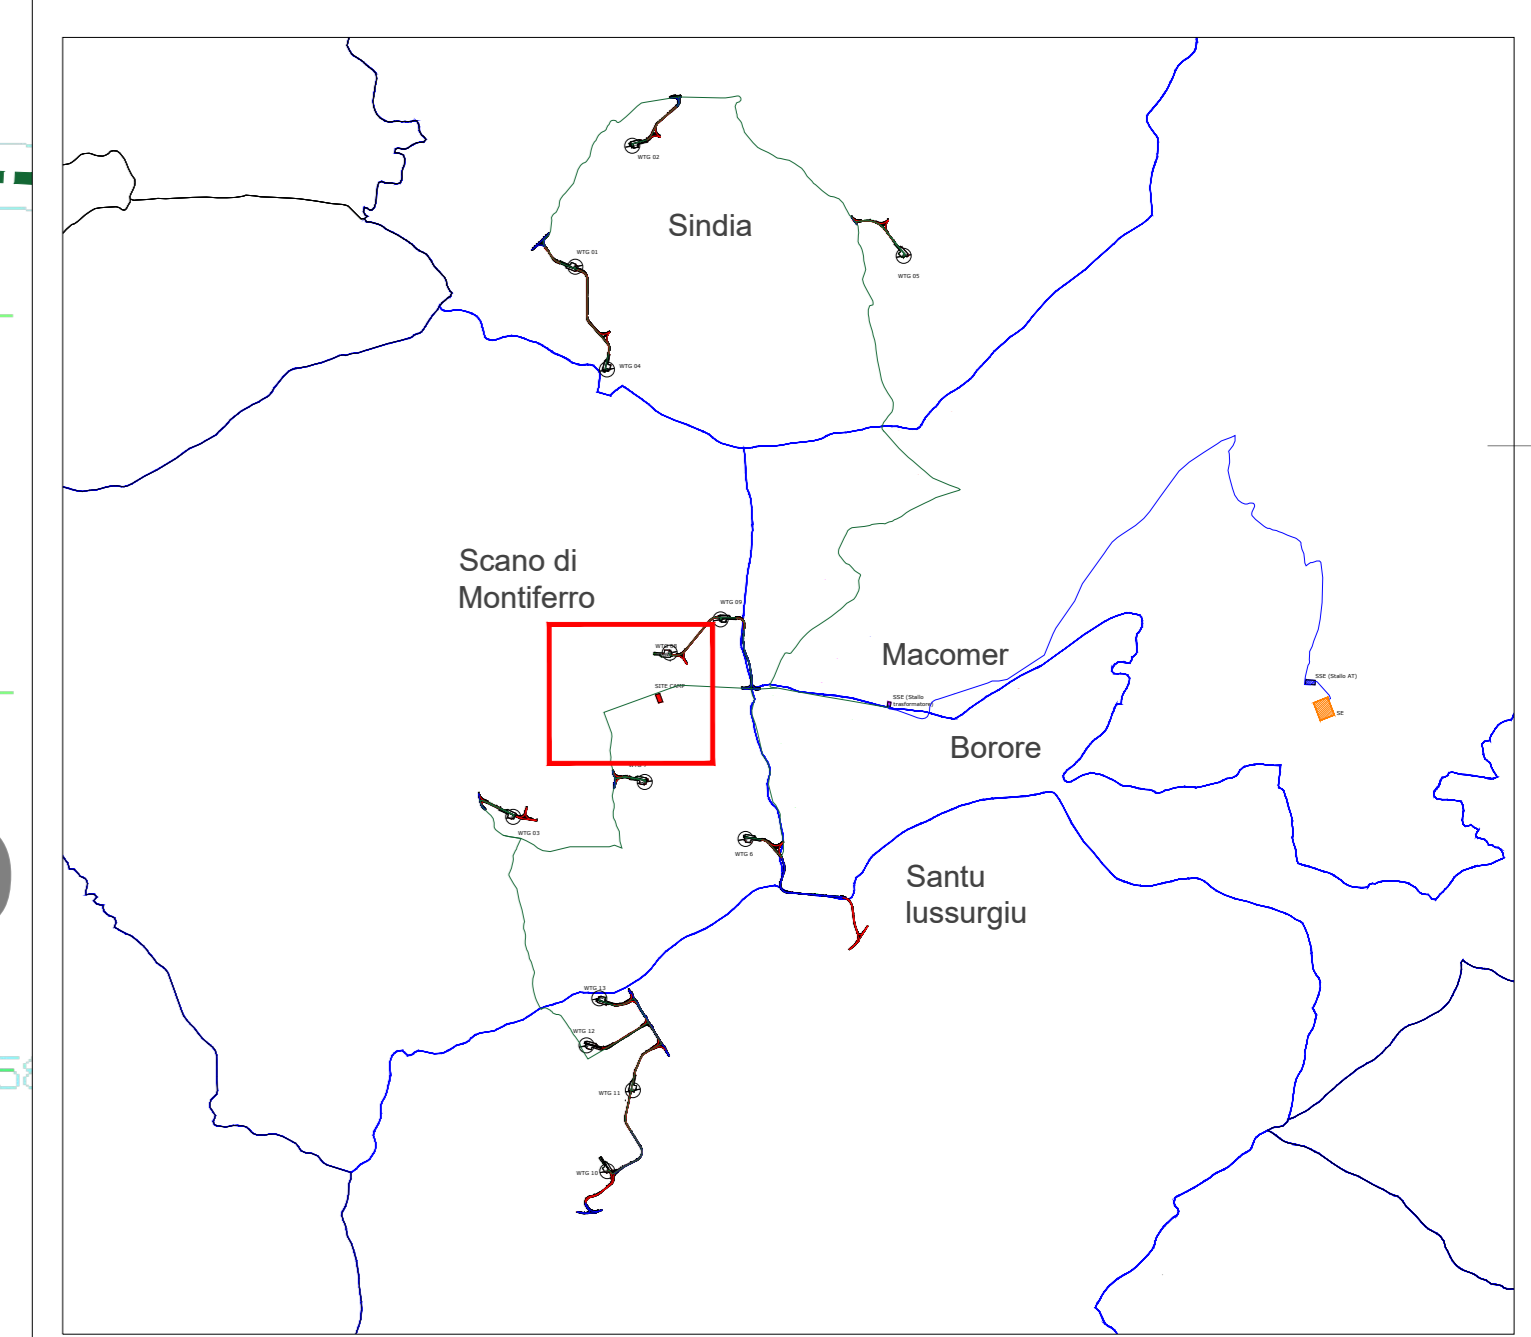 WTG 02
Sindia
WTG 01
WTG 05
WTG 04
Scano di
Montiferro
WTG 09
Macomer
SITE CAMP
SSE (Stallo
trasformatore)
SSE (Stallo AT)
SE
Borore
WTG 03
WTG 6
Santu
lussurgiu
WTG 13
WTG 12
WTG 11
WTG 10